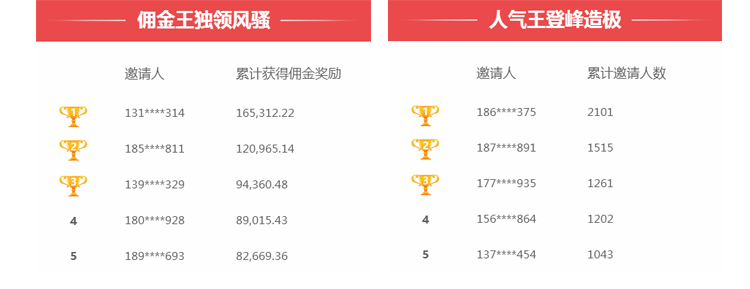 佣金王独领风骚
邀请人 累计获得佣金奖励
1 131****314 165,312.22
2 185****811 120,965.14
3 139****329 94,360.48
4 180****928 89,015.43
5 189****693 82,669.36
人气王登峰造极
邀请人 累计邀请人数
1 186****375 2101
2 187****891 1515
3 177****935 1261
4 156****864 1202
5 137****454 1043